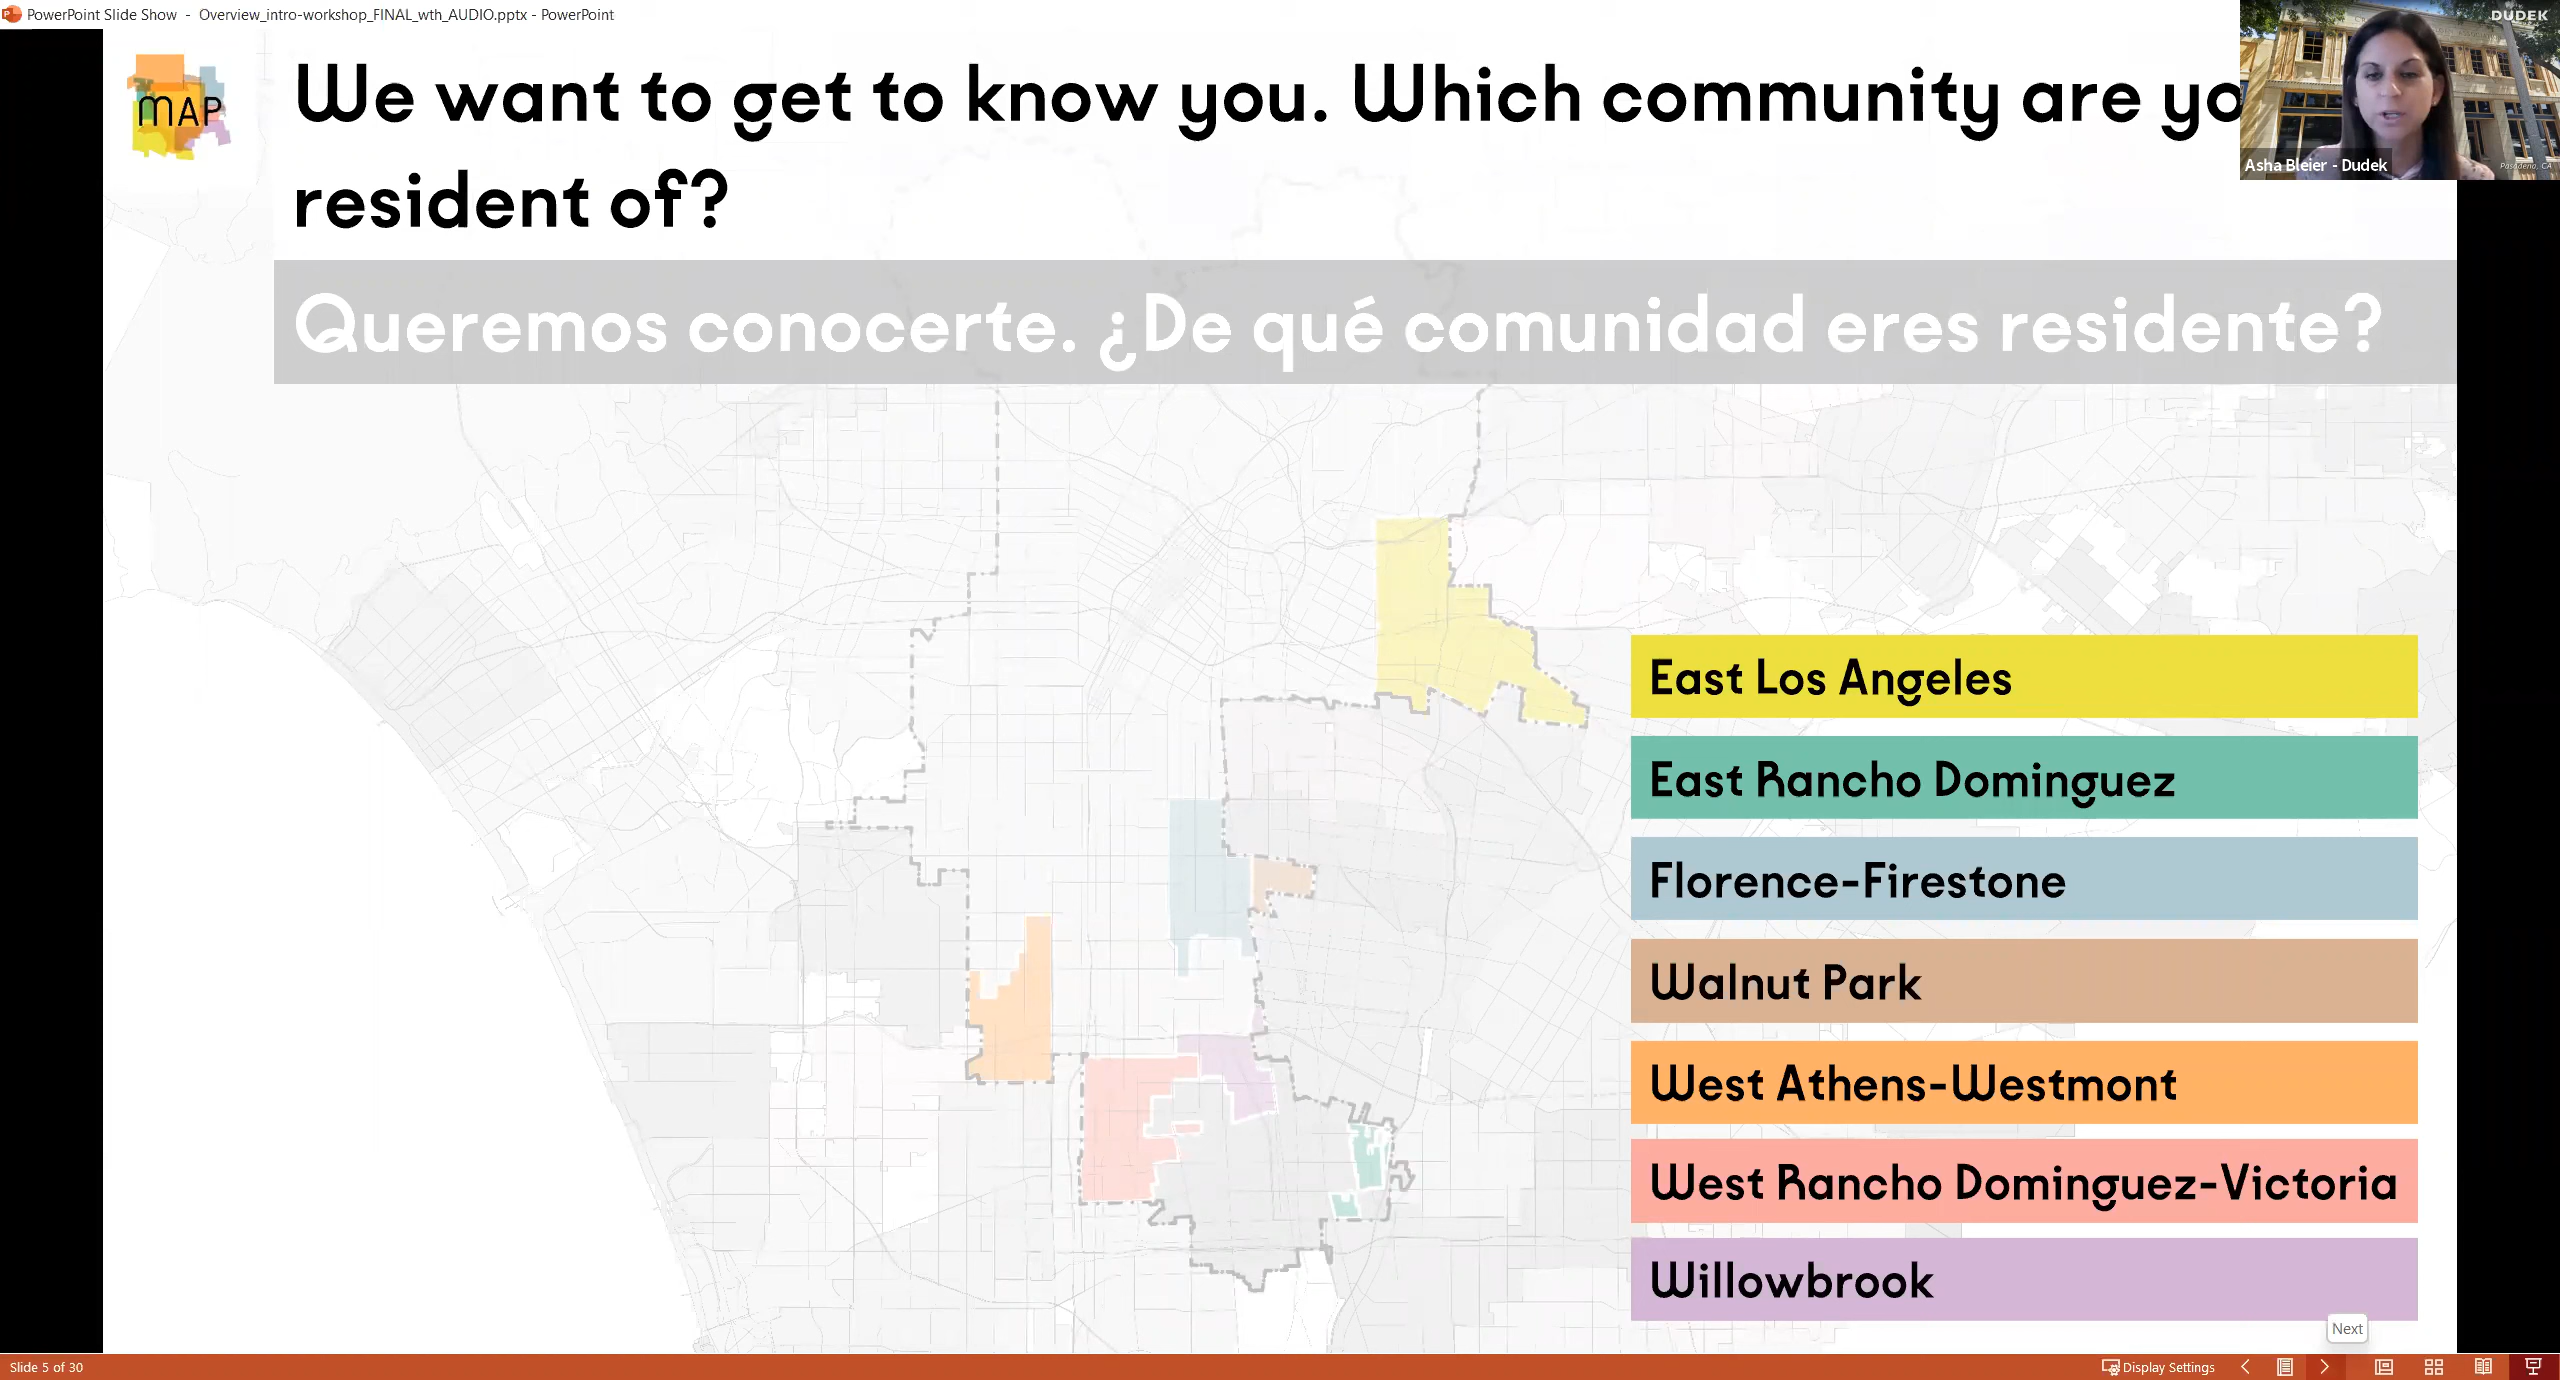 PowerPoint Slide Show - Overview_intro-workshop_FINAL_wth_AUDIO.pptx - PowerPoint
DUDEK
MAP
We want to get to know you. Which community are yo
resident of?
Asha Bleier - Dudek
Pasadena, CA
Queremos conocerte. ¿De qué comunidad eres residente?
East Los Angeles
East Rancho Dominguez
Florence-Firestone
Walnut Park
West Athens-Westmont
West Rancho Dominguez-Victoria
Willowbrook
Next
Slide 5 of 30
Display Settings